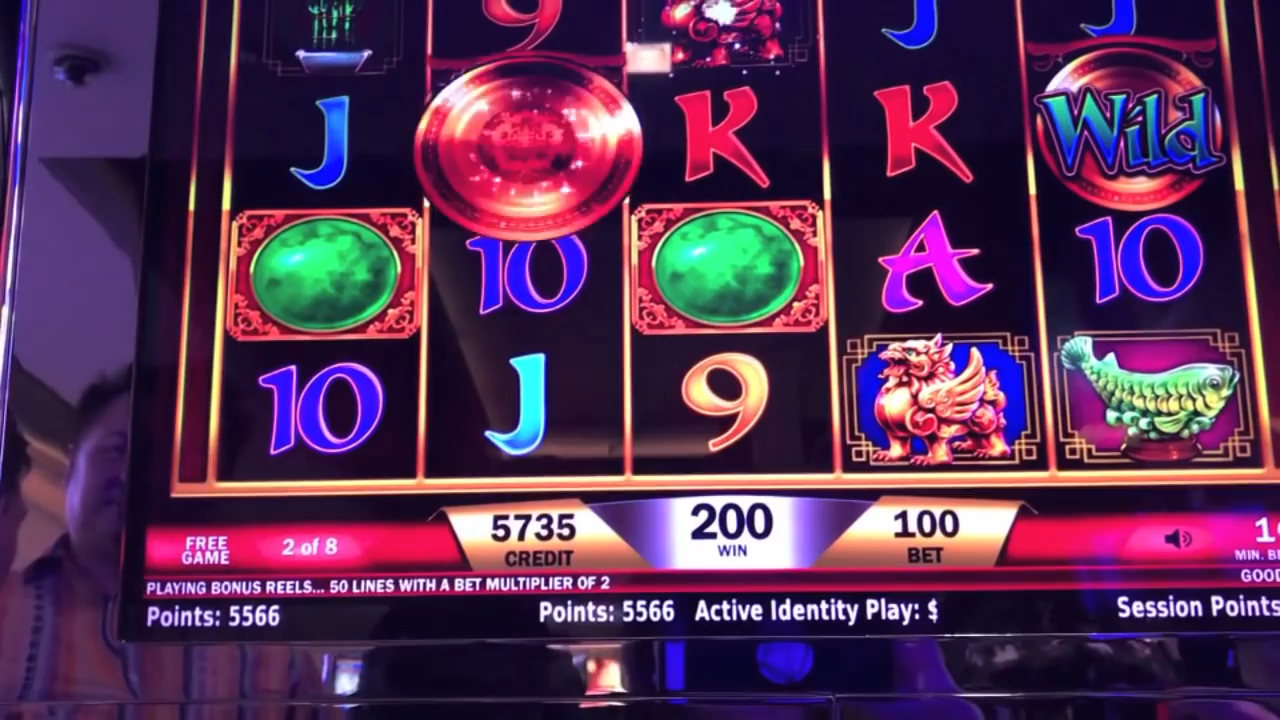 9 J J
J K K Wild
10 A 10
10 J 9
5735 200 100
CREDIT WIN BET
FREE GAME 2 of 8
MIN.
PLAYING BONUS REELS... 50 LINES WITH A BET MULTIPLIER OF 2
Points: 5566 Points: 5566 Active Identity Play: $ Session Points